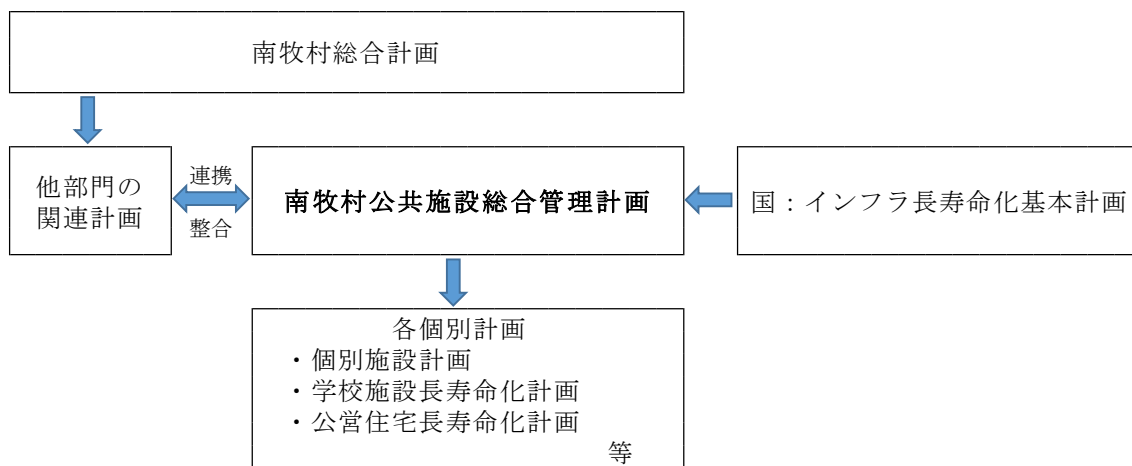 南牧村総合計画
他部門の
関連計画
連携
整合
南牧村公共施設総合管理計画
国：インフラ長寿命化基本計画
各個別計画
・個別施設計画
・学校施設長寿命化計画
・公営住宅長寿命化計画
等